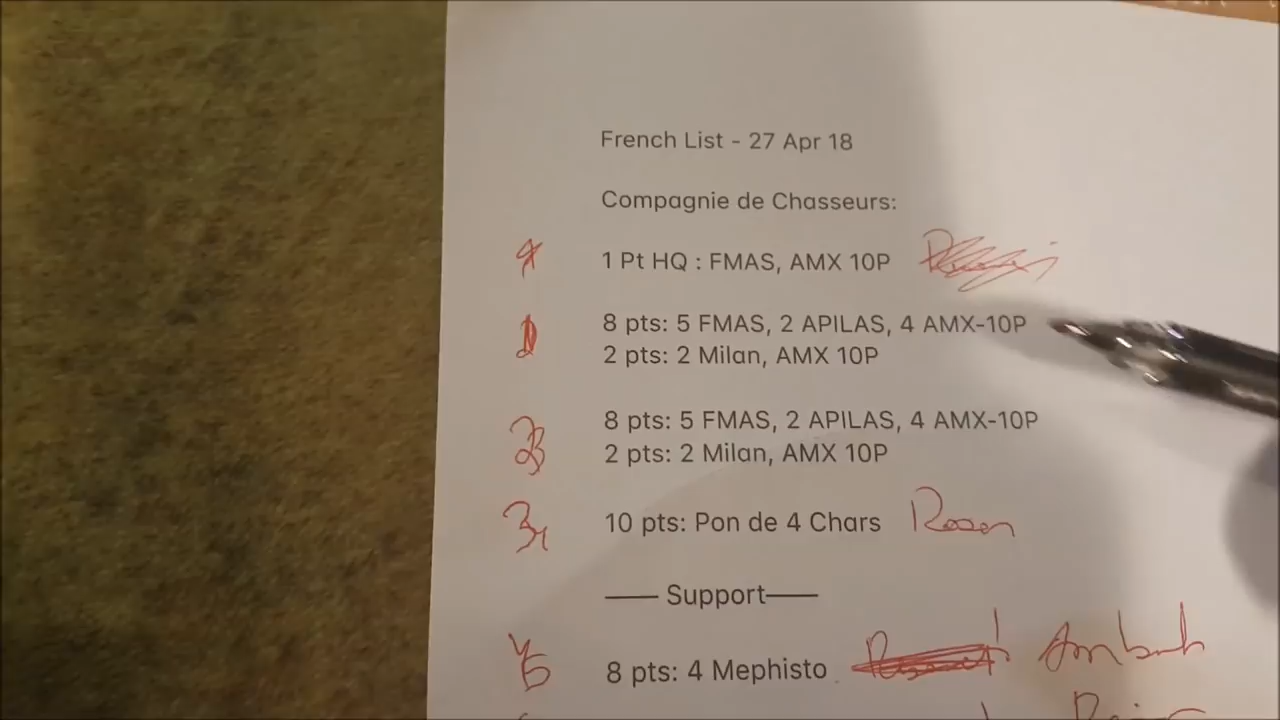 French List - 27 Apr 18
Compagnie de Chasseurs:
1 Pt HQ : FMAS, AMX 10P
8 pts: 5 FMAS, 2 APILAS, 4 AMX-10P
2 pts: 2 Milan, AMX 10P
8 pts: 5 FMAS, 2 APILAS, 4 AMX-10P
2 pts: 2 Milan, AMX 10P
10 pts: Pon de 4 Chars
Support
8 pts: 4 Mephisto Ambush